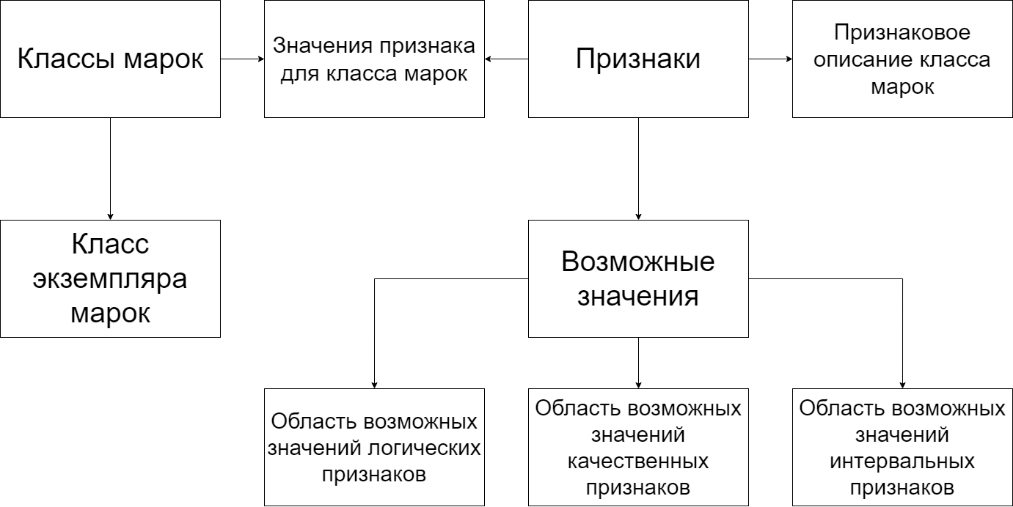 Классы марок
Значения признака
для класса марок
Признаки
Признаковое
описание класса
марок
Класс
экземпляра
марок
Возможные
значения
Область возможных
значений логических
признаков
Область возможных
значений
качественных
признаков
Область возможных
значений
интервальных
признаков